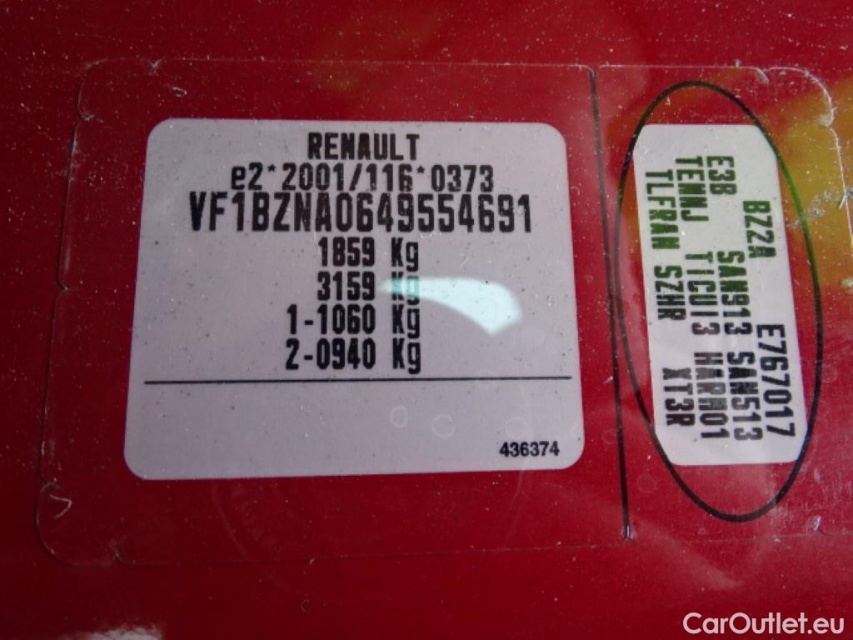 RENAULT
e2*2001/116*0373
VF1BZNA0649554691
1859 Kg
3159 Kg
1-1060 Kg
2-0940 Kg
436374
BZ2A E767017
E3B SAN913 SAN513
TENNJ TICUI3 HARM01
TLFRAN SZHR XT3R
CarOutlet.eu